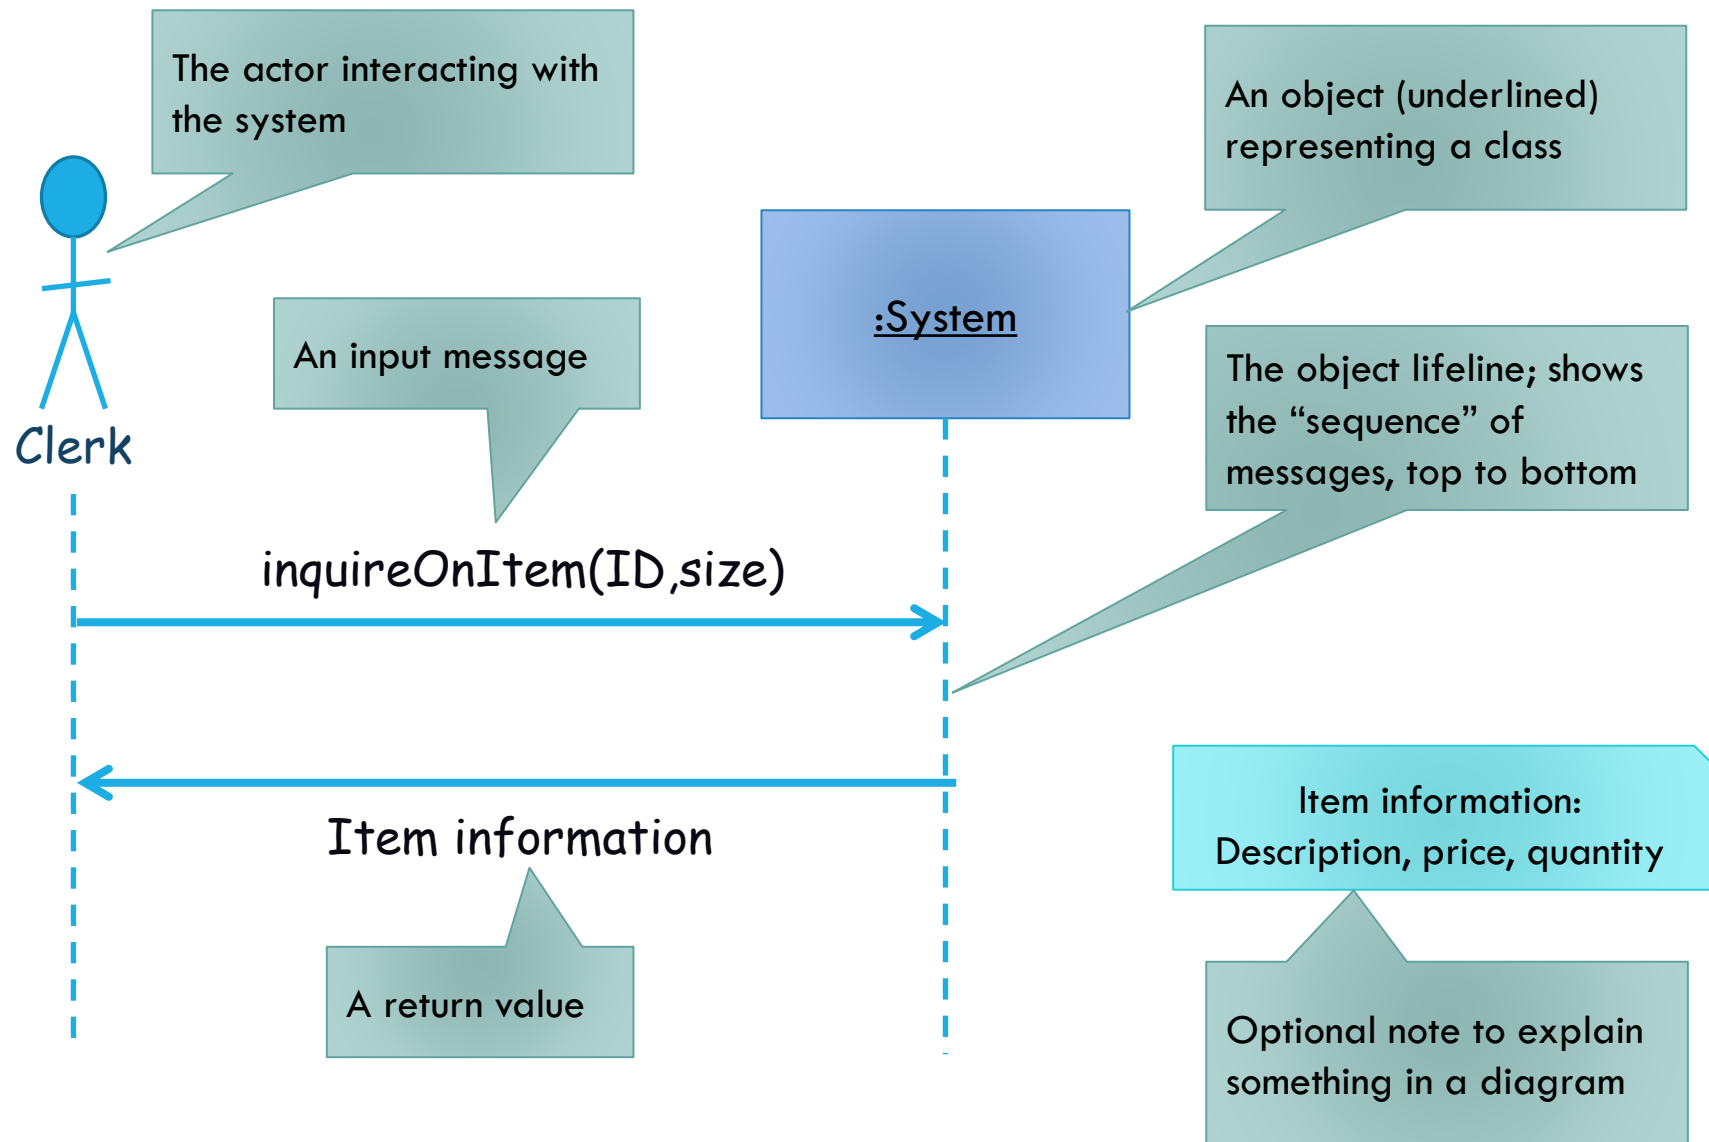 The actor interacting with
the system
An object (underlined)
representing a class
:System
An input message
The object lifeline; shows
the “sequence” of
messages, top to bottom
Clerk
inquireOnItem(ID,size)
Item information
Item information:
Description, price, quantity
A return value
Optional note to explain
something in a diagram